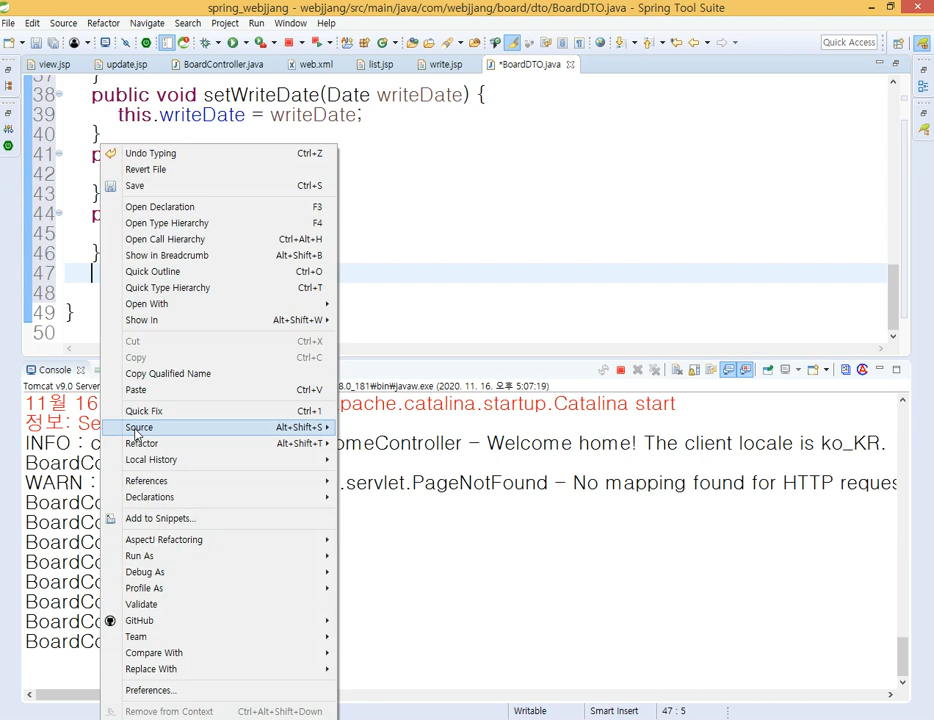 spring_webjjang - webjjang/src/main/java/com/webjjang/board/dto/BoardDTO.java - Spring Tool Suite
File Edit Source Refactor Navigate Search Project Run Window Help
Quick Access
view.jsp update.jsp BoardController.java web.xml list.jsp write.jsp *BoardDTO.java
37 }
38 public void setWriteDate(Date writeDate) {
39 this.writeDate = writeDate;
40 }
41 p
42
43 }
44 p
45
46 }
47
48
49 }
50
Undo Typing Ctrl+Z
Revert File
Save Ctrl+S
Open Declaration F3
Open Type Hierarchy F4
Open Call Hierarchy Ctrl+Alt+H
Show in Breadcrumb Alt+Shift+B
Quick Outline Ctrl+O
Quick Type Hierarchy Ctrl+T
Open With
Show In Alt+Shift+W
Cut Ctrl+X
Copy Ctrl+C
Copy Qualified Name
Paste Ctrl+V
Quick Fix Ctrl+1
Source Alt+Shift+S
Refactor Alt+Shift+T
Local History
References
Declarations
Add to Snippets...
AspectJ Refactoring
Run As
Debug As
Profile As
Validate
GitHub
Team
Compare With
Replace With
Preferences...
Remove from Context Ctrl+Alt+Shift+Down
Console
Tomcat v9.0 Server 8.0_181\bin\javaw.exe (2020. 11. 16. 오후 5:07:19)
11월 16 pache.catalina.startup.Catalina start
정보: Se
INFO : c omeController - Welcome home! The client locale is ko_KR.
BoardCo
WARN : .servlet.PageNotFound - No mapping found for HTTP reques
BoardCo
BoardCo
BoardCo
BoardCo
BoardCo
BoardCo
BoardCo
BoardCo
Writable Smart Insert 47 : 5